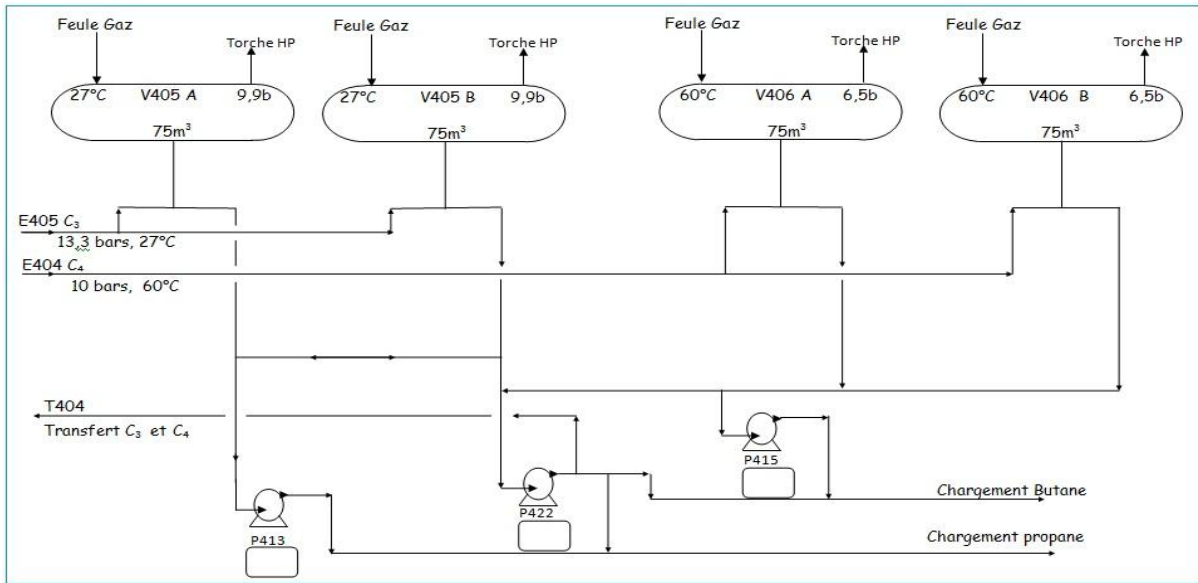 Feule Gaz
Torche HP
Feule Gaz
Torche HP
Feule Gaz
Torche HP
Feule Gaz
Torche HP
27°C V405 A 9,9b
75m³
27°C V405 B 9,9b
75m³
60°C V406 A 6,5b
75m³
60°C V406 B 6,5b
75m³
E405 C₃
13,3 bars, 27°C
E404 C₄
10 bars, 60°C
T404
Transfert C₃ et C₄
P415
P422
P413
Chargement Butane
Chargement propane